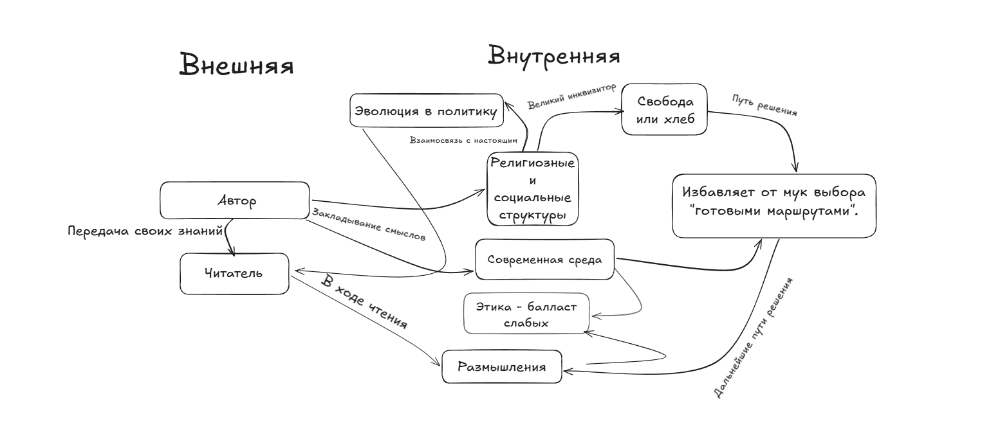 Внешняя
Внутренняя
Эволюция в политику
Великий инквизитор
Свобода
или хлеб
Путь решения
Взаимосвязь с настоящим
Религиозные
и
социальные
структуры
Автор
Закладывание смыслов
Избавляет от мук выбора
"готовыми маршрутами".
Передача своих знаний
Читатель
Современная среда
В ходе чтения
Этика - балласт
слабых
Размышления
Дальнейшие пути решения